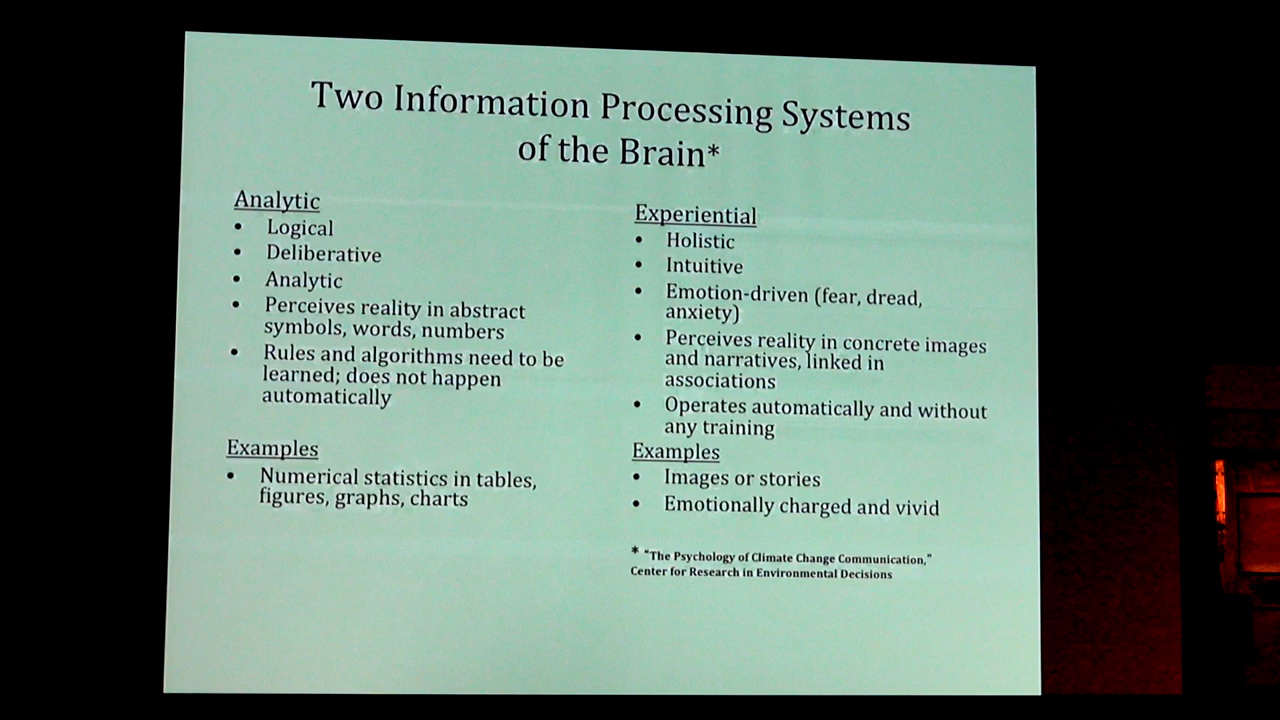 Two Information Processing Systems
of the Brain*
Analytic
• Logical
• Deliberative
• Analytic
• Perceives reality in abstract
symbols, words, numbers
• Rules and algorithms need to be
learned; does not happen
automatically
Examples
• Numerical statistics in tables,
figures, graphs, charts
Experiential
• Holistic
• Intuitive
• Emotion-driven (fear, dread,
anxiety)
• Perceives reality in concrete images
and narratives, linked in
associations
• Operates automatically and without
any training
Examples
• Images or stories
• Emotionally charged and vivid
* "The Psychology of Climate Change Communication,"
Center for Research in Environmental Decisions